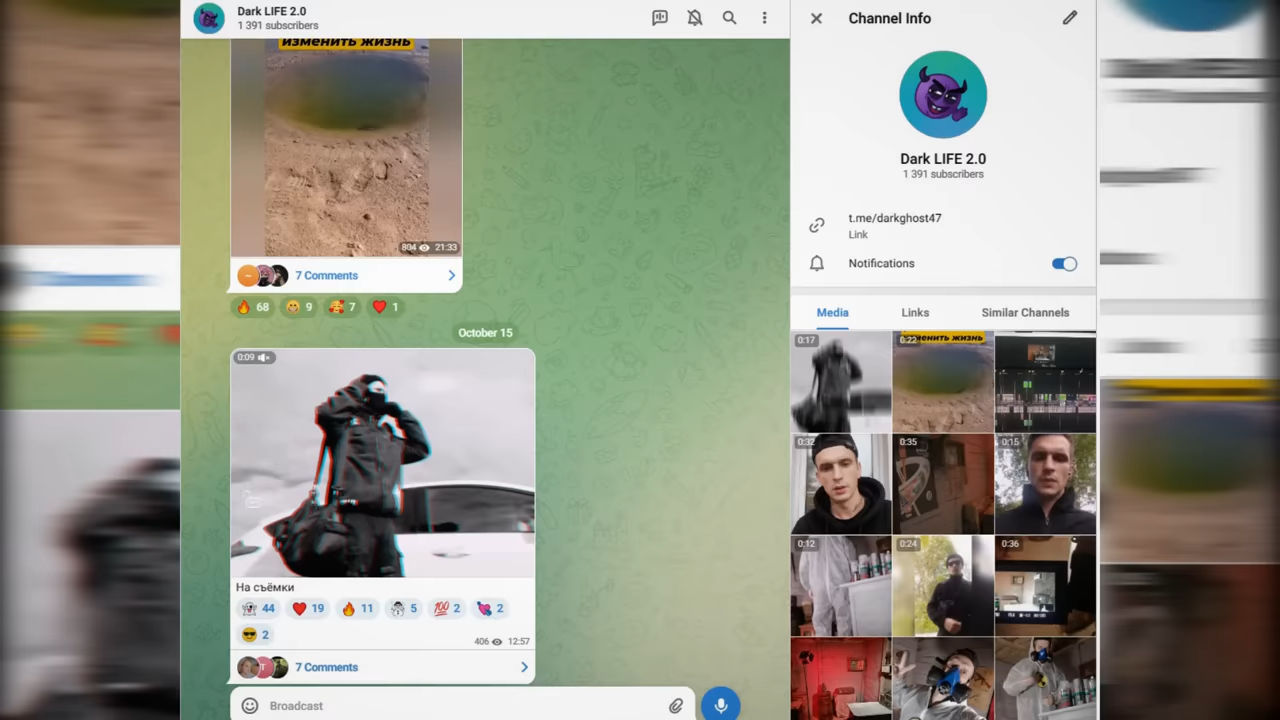 Dark LIFE 2.0
1 391 subscribers
изменить жизнь
804 21:33
7 Comments
68 9 7 1
October 15
0:09
На съёмки
44 19 11 5 2 2
2
406 12:57
7 Comments
Broadcast
Channel Info
Dark LIFE 2.0
1 391 subscribers
t.me/darkghost47
Link
Notifications
Media Links Similar Channels
0:17 0:22 изменить жизнь
0:32 0:35 0:15
0:12 0:24 0:36